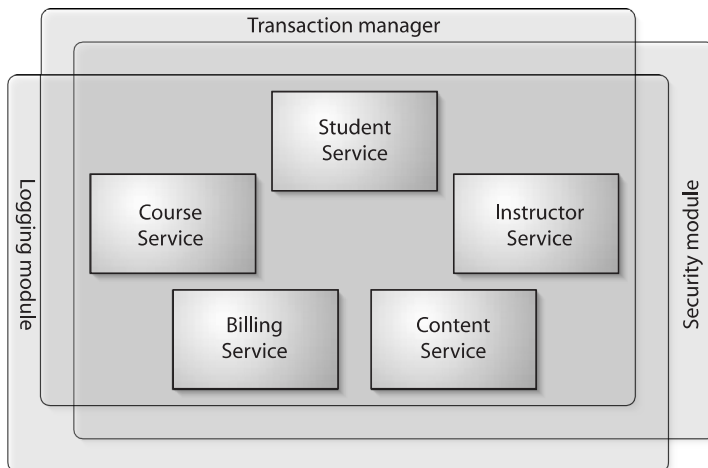 Transaction manager
Student
Service
Logging module
Course
Service
Instructor
Service
Security module
Billing
Service
Content
Service